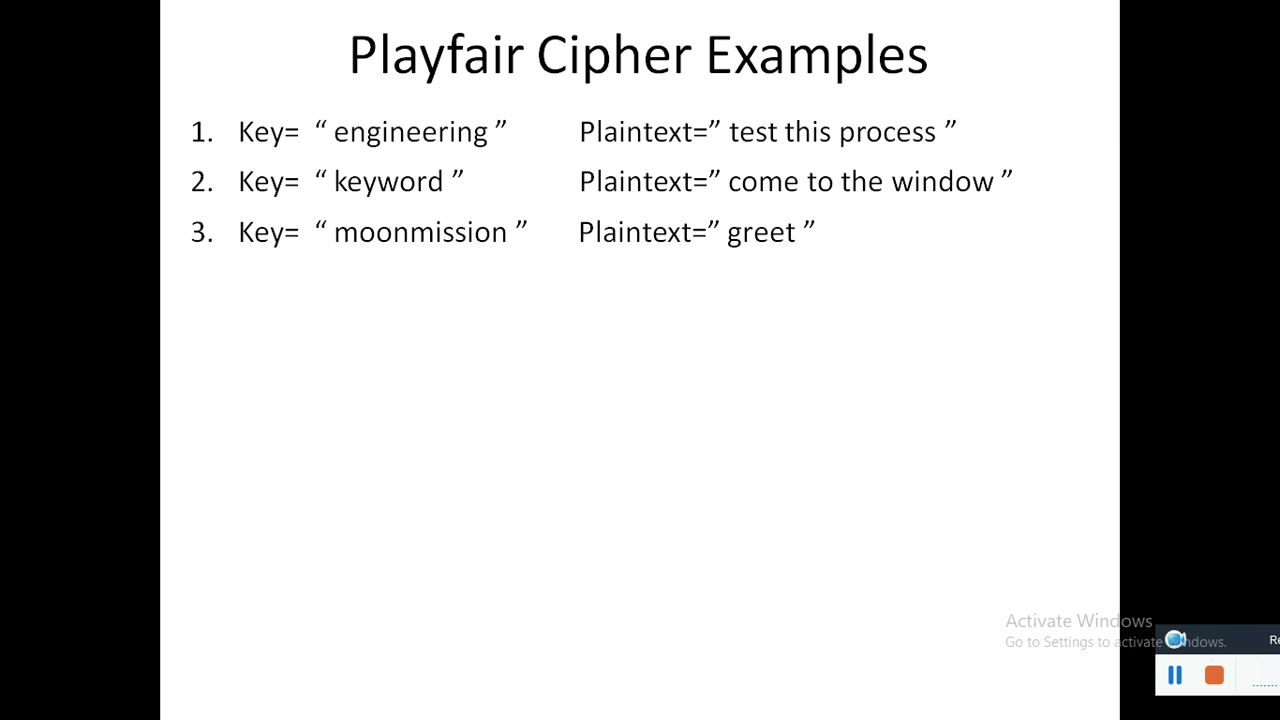 Playfair Cipher Examples
1. Key= “ engineering ” Plaintext=” test this process ”
2. Key= “ keyword ” Plaintext=” come to the window ”
3. Key= “ moonmission ” Plaintext=” greet ”
Activate Windows
Go to Settings to activate Windows.
Re